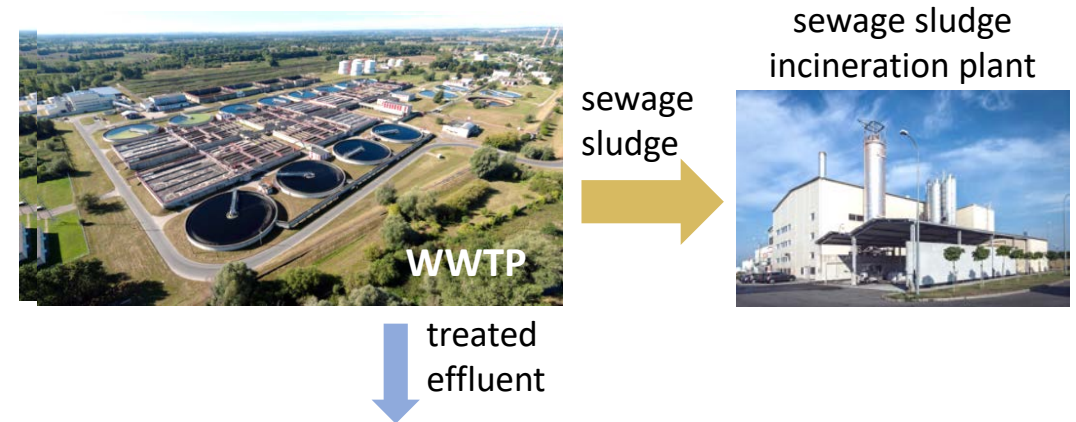 sewage sludge
incineration plant
sewage
sludge
WWTP
treated
effluent